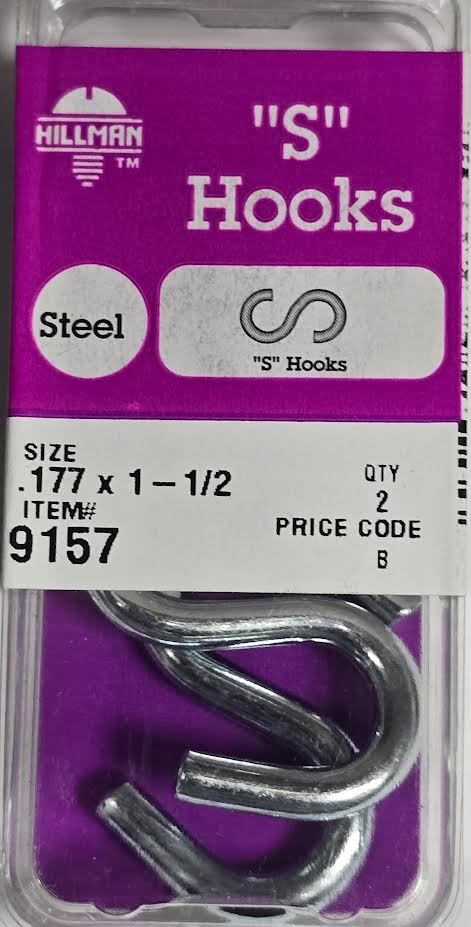 HILLMAN
TM
"S"
Hooks
Steel
"S" Hooks
SIZE
.177 x 1-1/2
ITEM#
9157
QTY
2
PRICE CODE
B